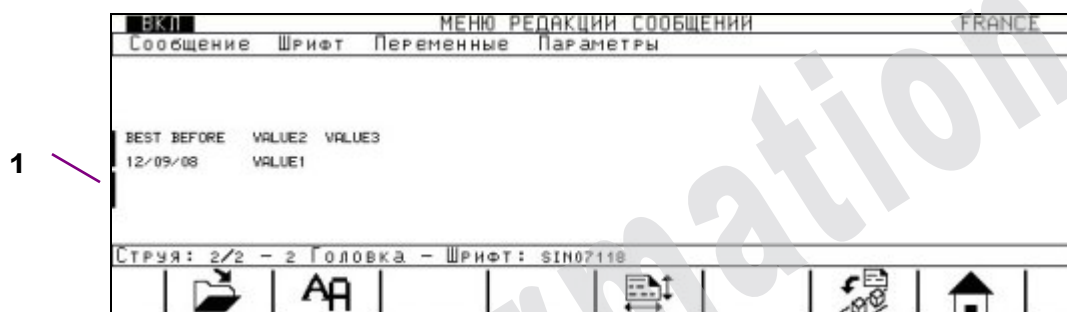 ВКЛ МЕНЮ РЕДАКЦИИ СООБЩЕНИЙ FRANCE
Сообщение Шрифт Переменные Параметры
BEST BEFORE VALUE2 VALUE3
1
12/09/08 VALUE1
Струя: 2/2 - 2 Головка - Шрифт: SIN07118
AA
rmation